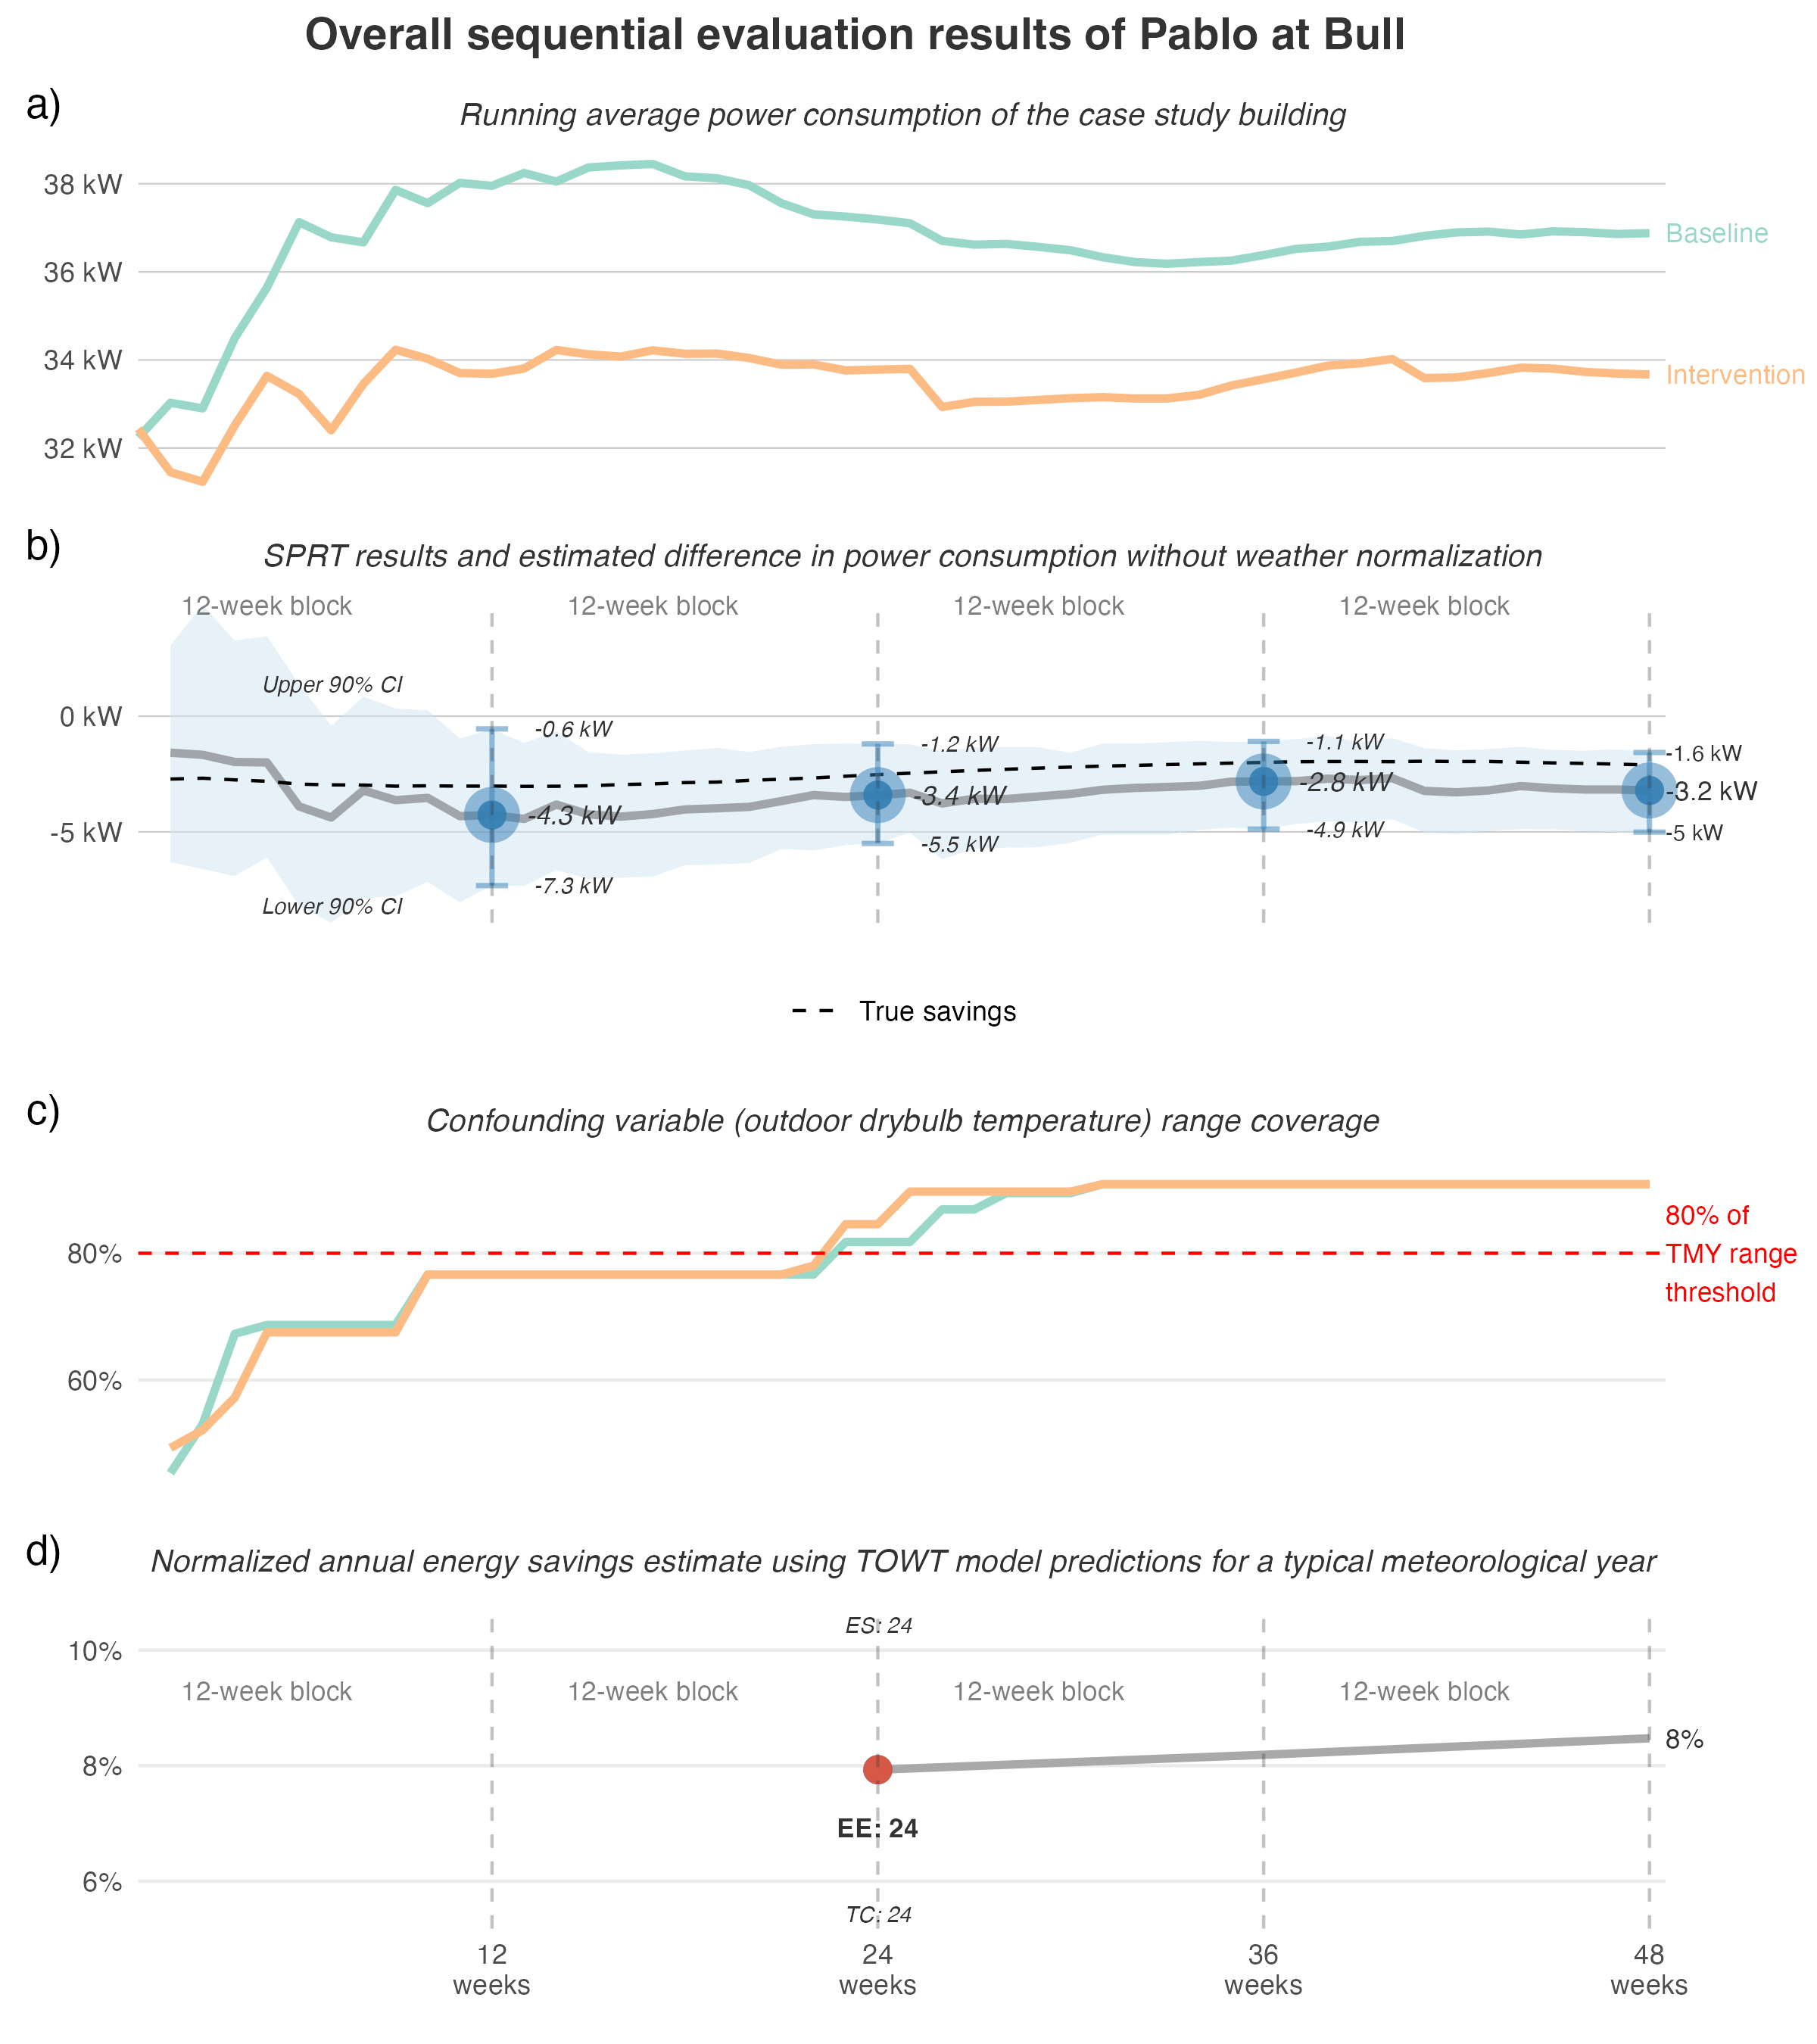 Overall sequential evaluation results of Pablo at Bull
a)
Running average power consumption of the case study building
38 kW
36 kW
34 kW
32 kW
Baseline
Intervention
b)
SPRT results and estimated difference in power consumption without weather normalization
12-week block 12-week block 12-week block 12-week block
Upper 90% CI
0 kW
-5 kW
-0.6 kW
-4.3 kW
-7.3 kW
-1.2 kW
-3.4 kW
-5.5 kW
-1.1 kW
-2.8 kW
-4.9 kW
-1.6 kW
-3.2 kW
-5 kW
Lower 90% CI
True savings
c)
Confounding variable (outdoor drybulb temperature) range coverage
80%
60%
80% of
TMY range
threshold
d)
Normalized annual energy savings estimate using TOWT model predictions for a typical meteorological year
ES: 24
10%
12-week block 12-week block 12-week block 12-week block
8%
8%
EE: 24
6%
TC: 24
12
weeks
24
weeks
36
weeks
48
weeks